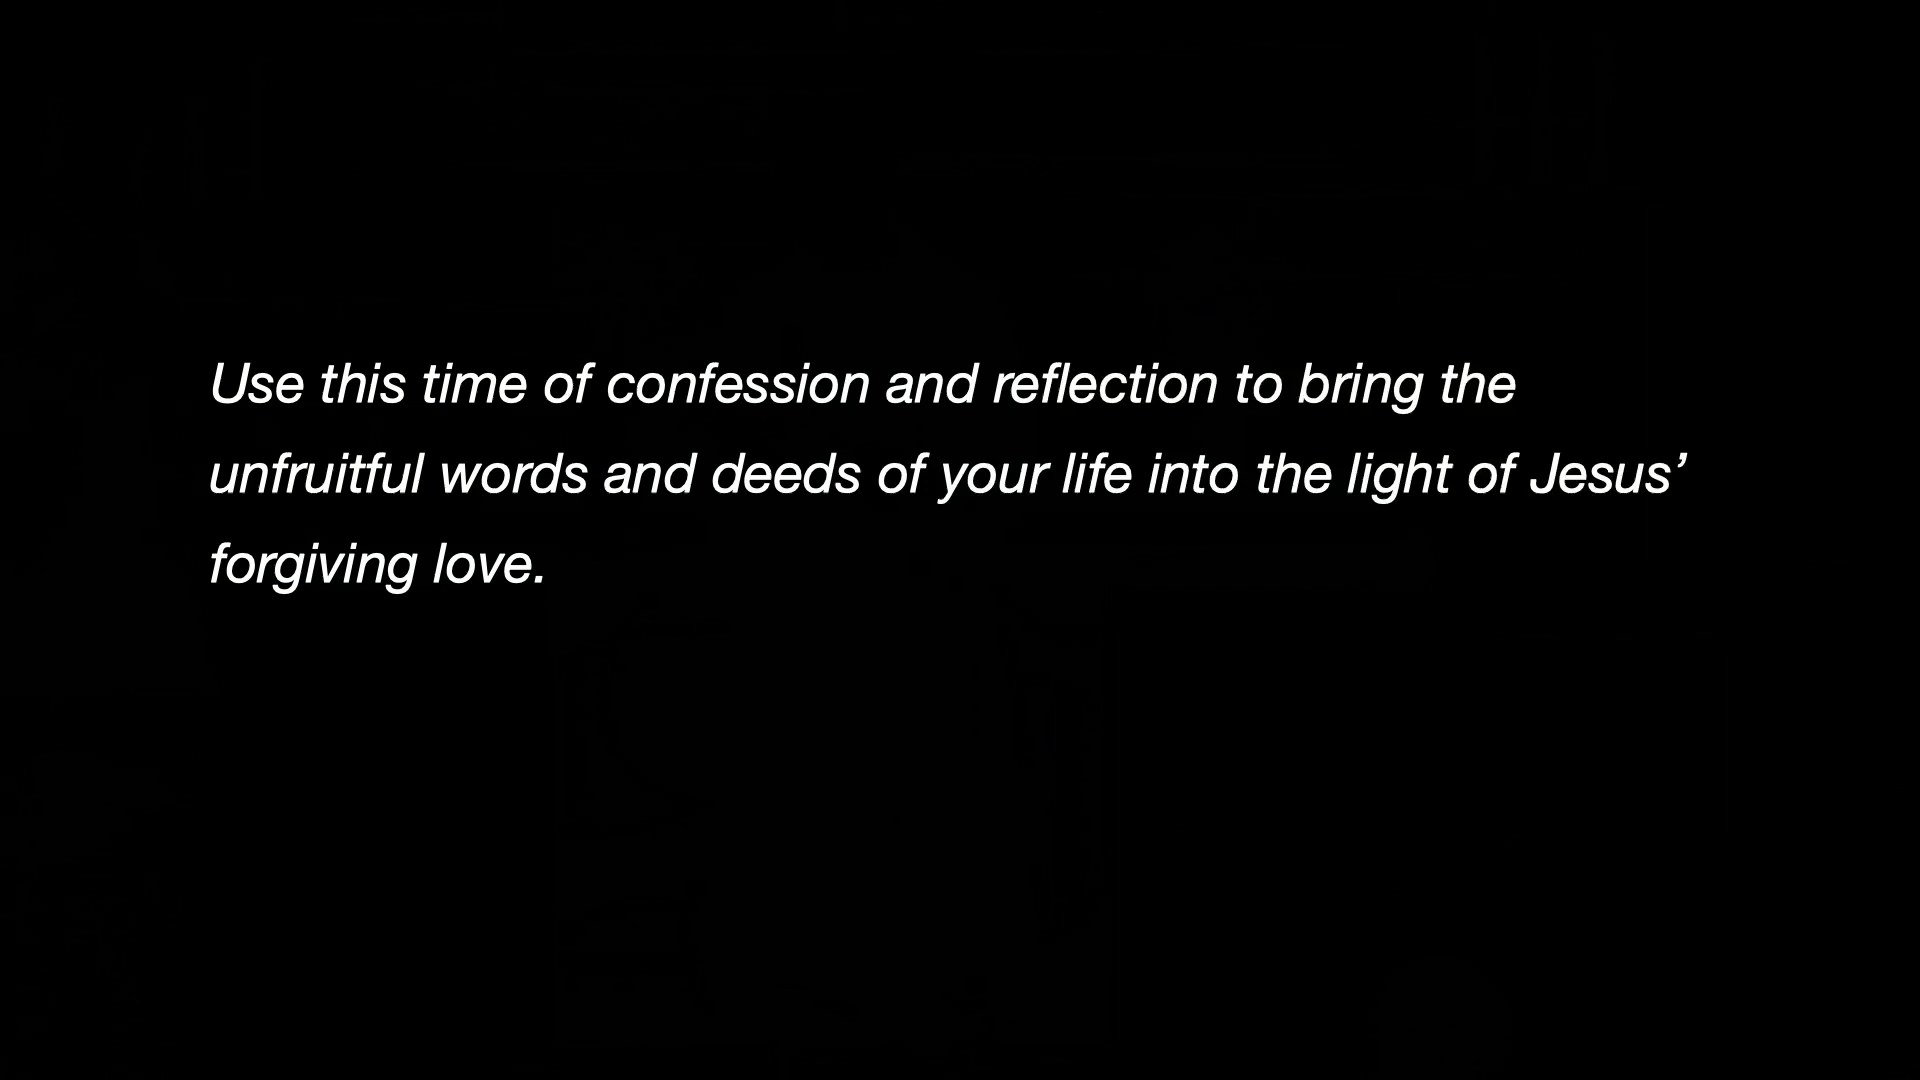 Use this time of confession and reflection to bring the
unfruitful words and deeds of your life into the light of Jesus’
forgiving love.